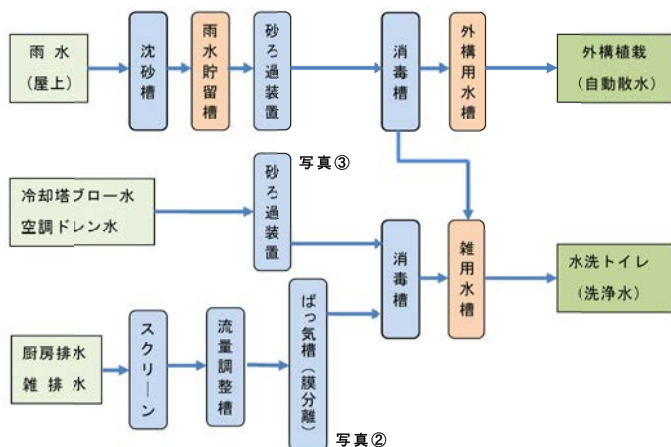 雨水
(屋上)
沈砂槽
雨水貯留槽
砂ろ過装置
消毒槽
外構用水槽
外構植栽
(自動散水)
冷却塔ブロー水
空調ドレン水
砂ろ過装置
写真③
消毒槽
雑用水槽
水洗トイレ
(洗浄水)
厨房排水
雑排水
スクリーン
流量調整槽
ばっ気槽(膜分離)
写真②